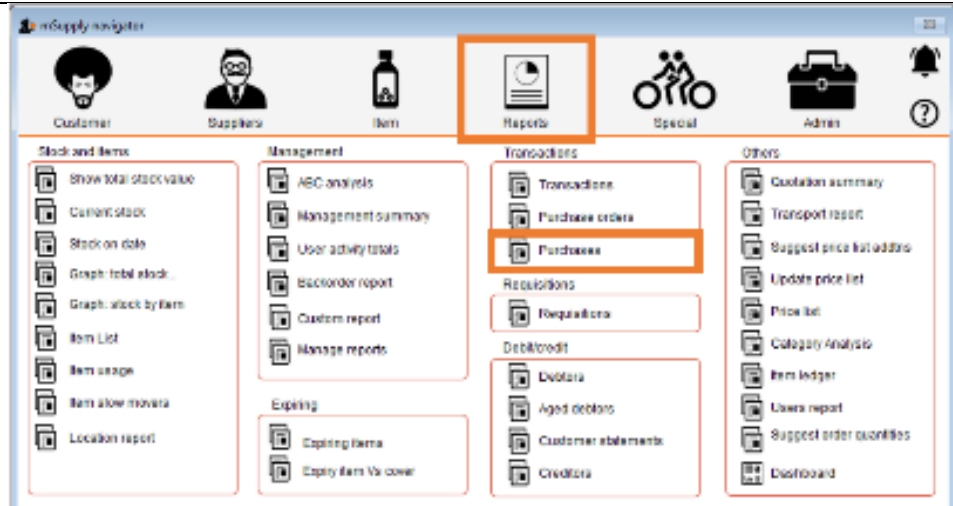 mSupply navigator
Customer
Suppliers
Item
Reports
Special
Admin
?
Stock and items
Show total stock value
Current stock
Stock on date
Graph: total stock..
Graph: stock by item
Item List
Item usage
Item slow movers
Location report
Management
ABC analysis
Management summary
User activity totals
Backorder report
Custom report
Manage reports
Expiring
Expiring items
Expiry item Vs cover
Transactions
Transactions
Purchase orders
Purchases
Requisitions
Requisitions
Debit/credit
Debtors
Aged debtors
Customer statements
Creditors
Others
Quotation summary
Transport report
Suggest price list addtns
Update price list
Price list
Category Analysis
Item ledger
Users report
Suggest order quantities
Dashboard